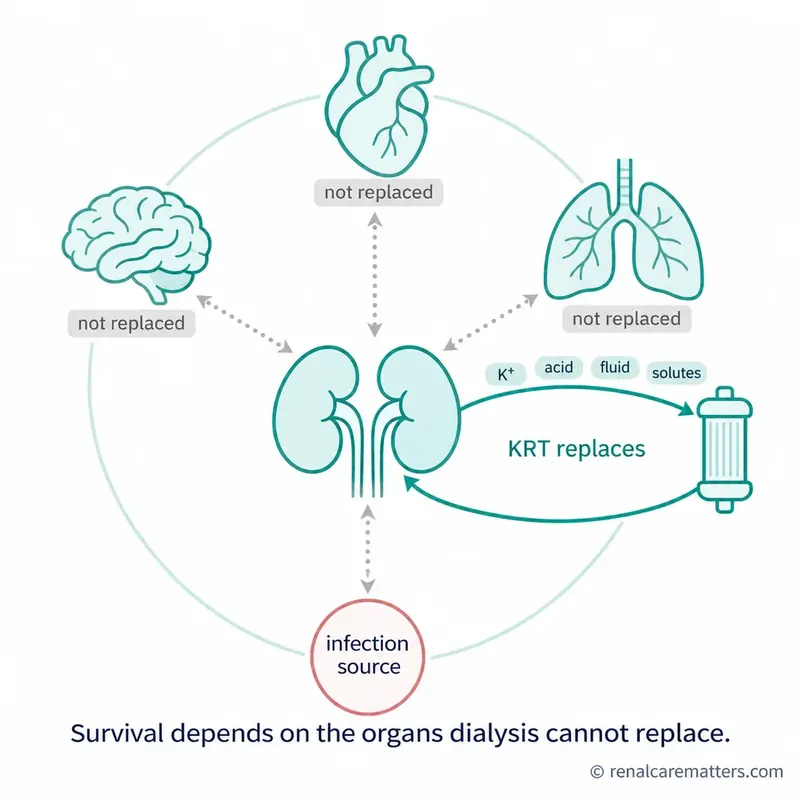 not replaced
not replaced
not replaced
K⁺
acid
fluid
solutes
KRT replaces
infection
source
Survival depends on the organs dialysis cannot replace.
© renalcarematters.com